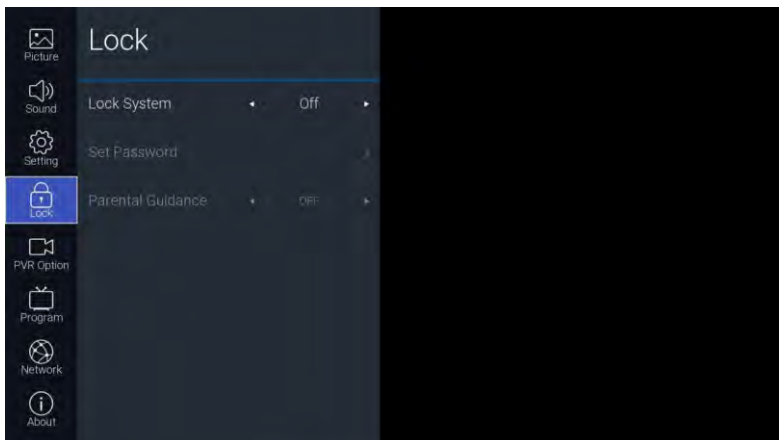 Picture
Sound
Setting
Lock
PVR Option
Program
Network
About
Lock
Lock System Off
Set Password
Parental Guidance OFF